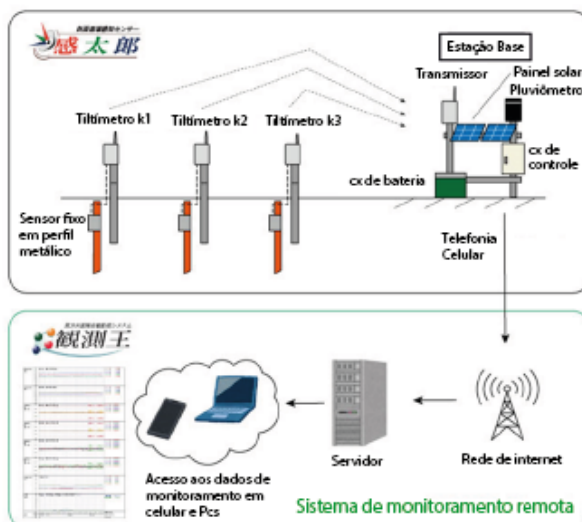 感太郎
Estação Base
Transmissor
Painel solar
Pluviômetro
Tiltímetro k1
Tiltímetro k2
Tiltímetro k3
cx de
controle
cx de bateria
Sensor fixo
em perfil
metálico
Telefonia
Celular
観測王
Acesso aos dados de
monitoramento em
celular e Pcs
Servidor
Rede de internet
Sistema de monitoramento remota